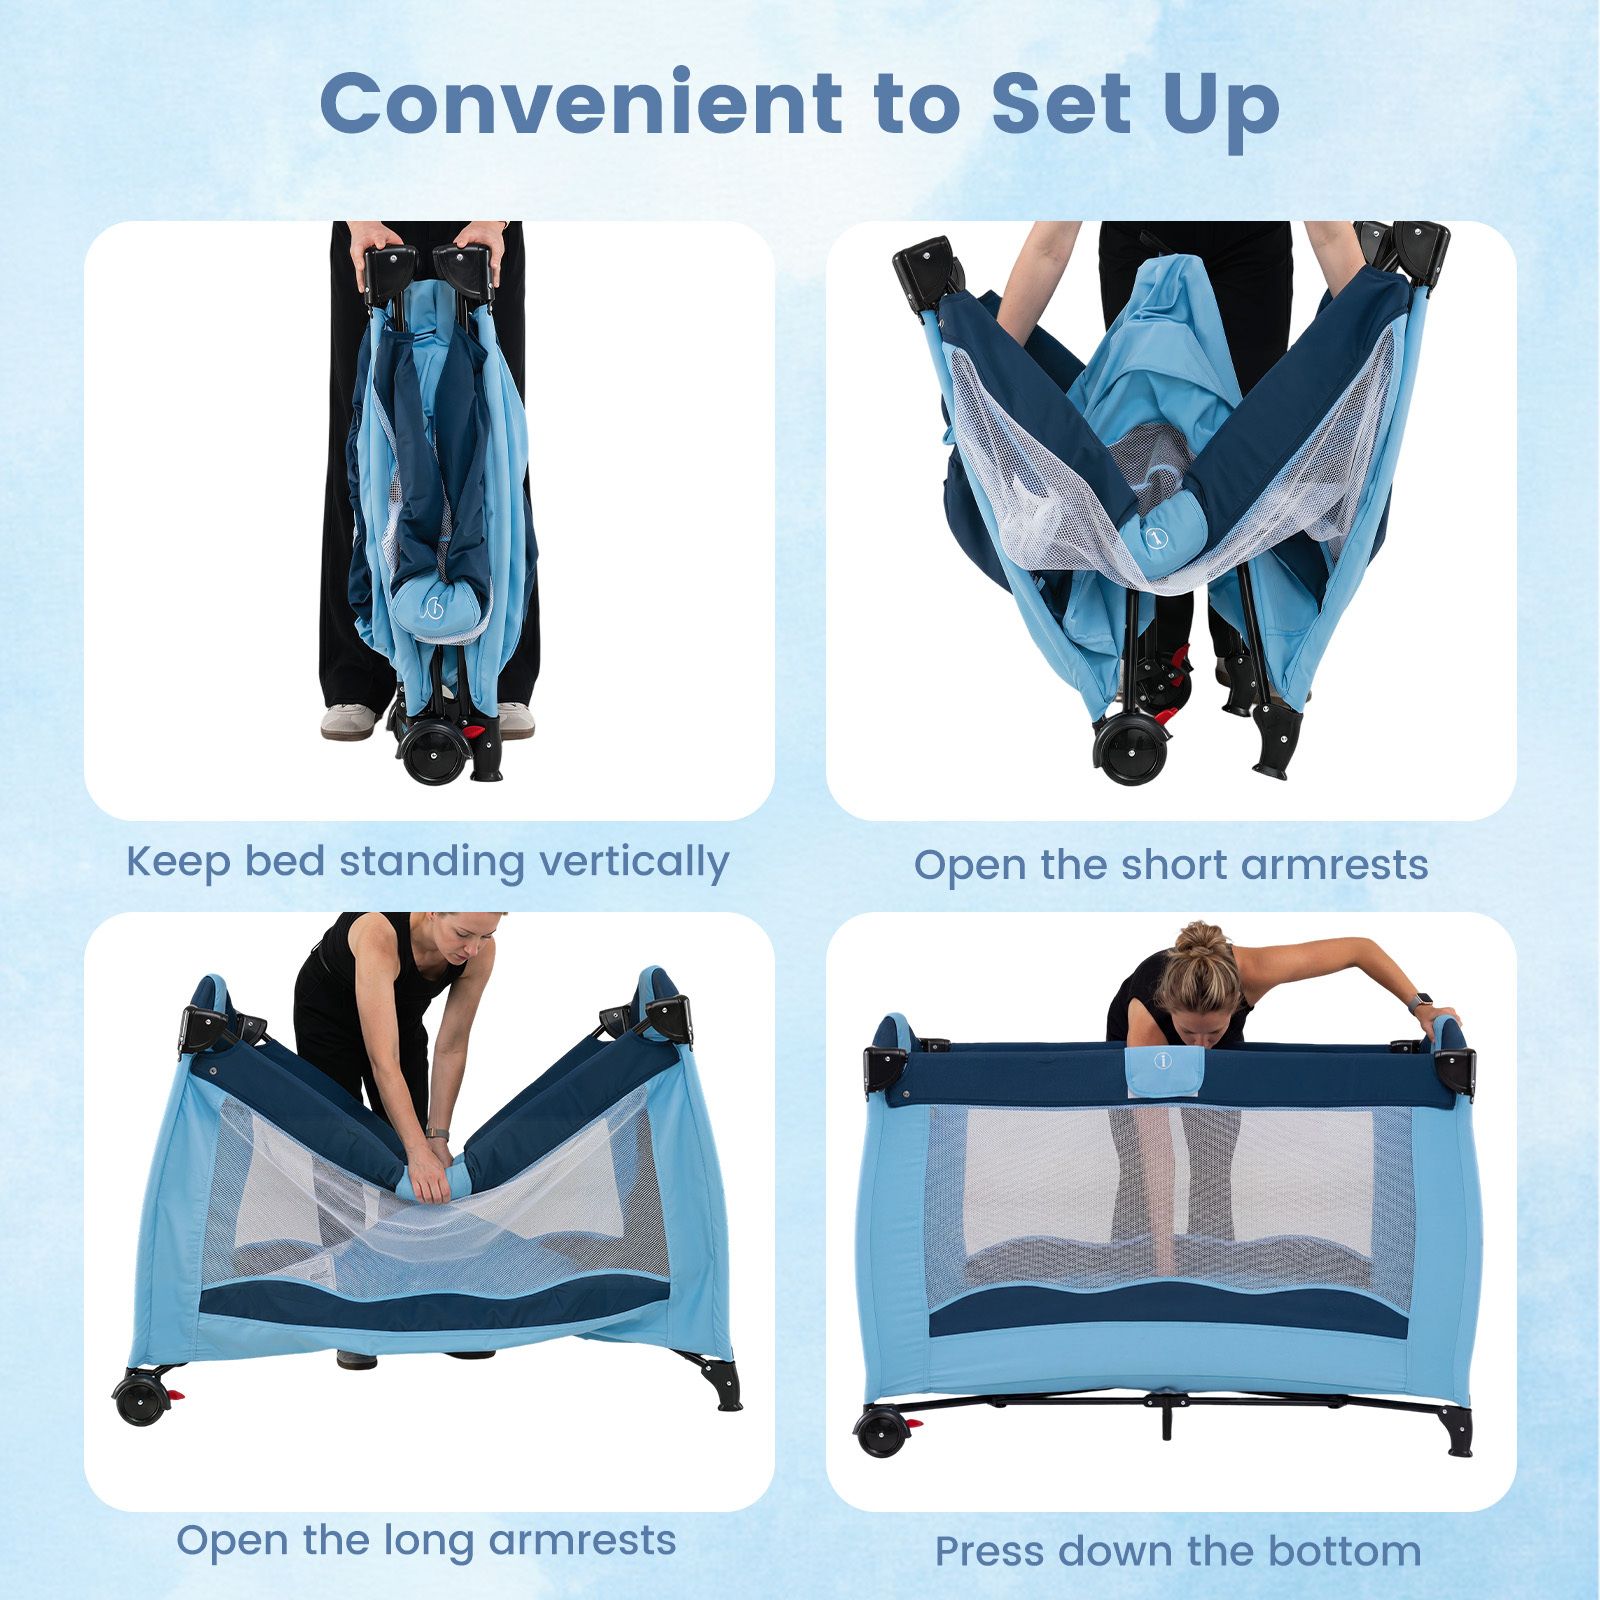 Convenient to Set Up
Keep bed standing vertically
Open the short armrests
Open the long armrests
Press down the bottom